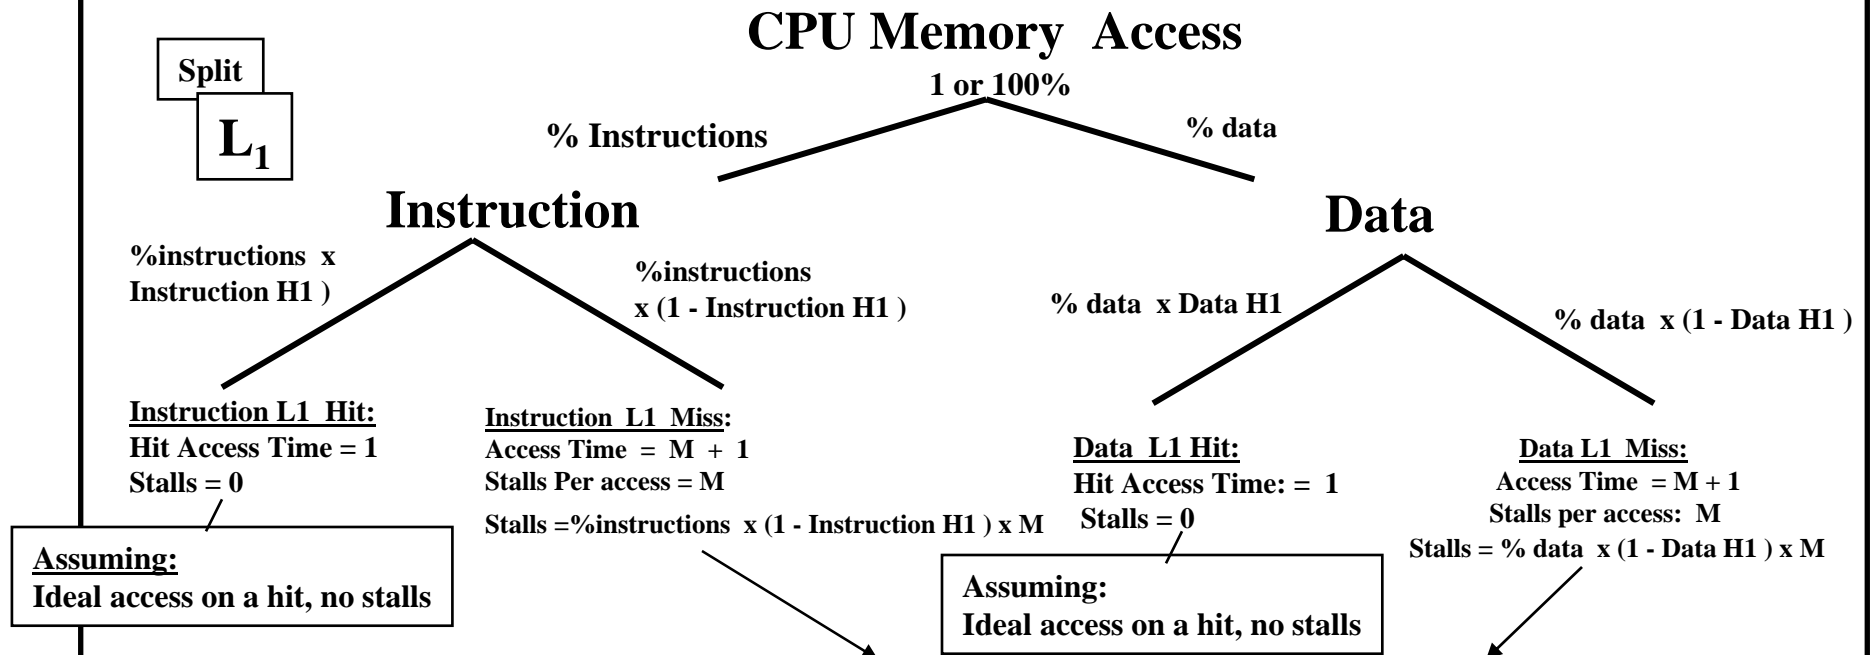 CPU Memory Access
1 or 100%
Split
L₁
% Instructions
% data
Instruction
Data
%instructions x
Instruction H1 )
%instructions
x (1 - Instruction H1 )
% data x Data H1
% data x (1 - Data H1 )
Instruction L1 Hit:
Hit Access Time = 1
Stalls = 0
Instruction L1 Miss:
Access Time = M + 1
Stalls Per access = M
Stalls =%instructions x (1 - Instruction H1 ) x M
Data L1 Hit:
Hit Access Time: = 1
Stalls = 0
Data L1 Miss:
Access Time = M + 1
Stalls per access: M
Stalls = % data x (1 - Data H1 ) x M
Assuming:
Ideal access on a hit, no stalls
Assuming:
Ideal access on a hit, no stalls